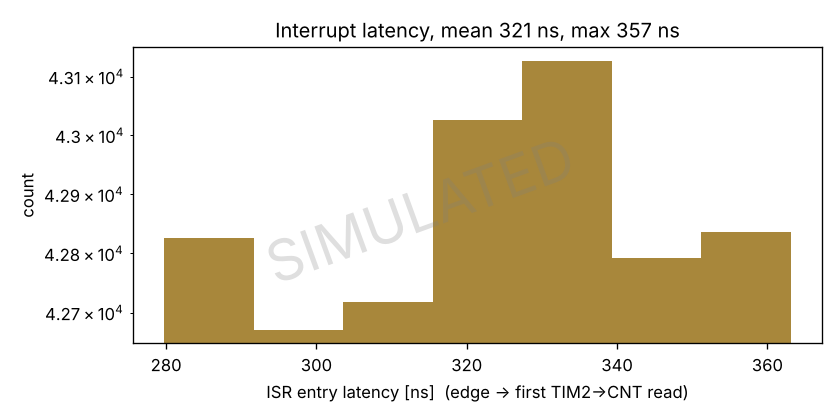 Interrupt latency, mean 321 ns, max 357 ns
4.31 × 10⁴
4.3 × 10⁴
4.29 × 10⁴
4.28 × 10⁴
4.27 × 10⁴
count
SIMULATED
280 300 320 340 360
ISR entry latency [ns] (edge → first TIM2→CNT read)